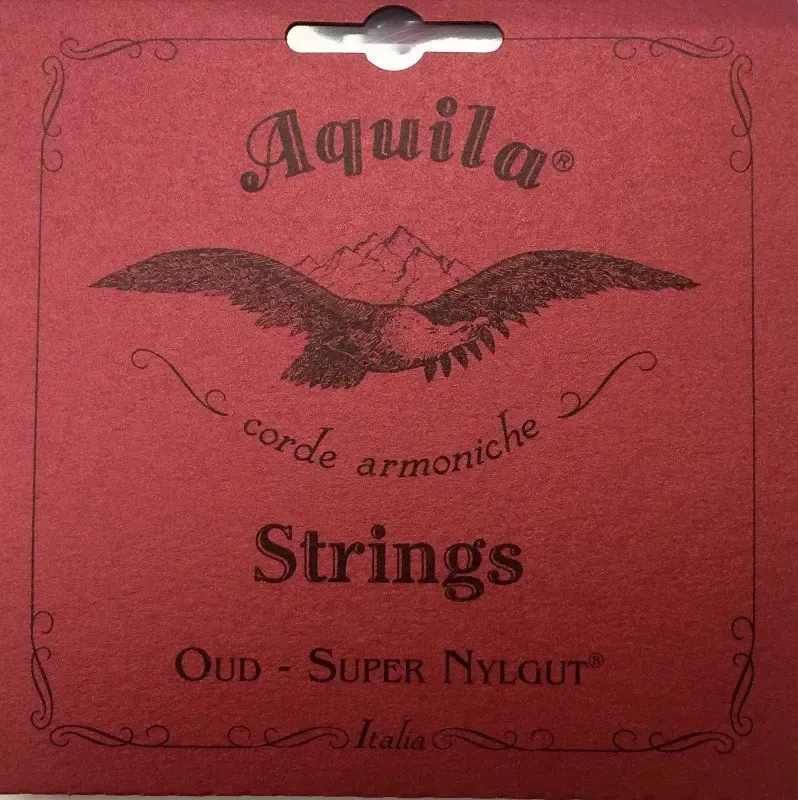 Aquila®
corde armoniche
Strings
OUD - SUPER NYLGUT®
Italia